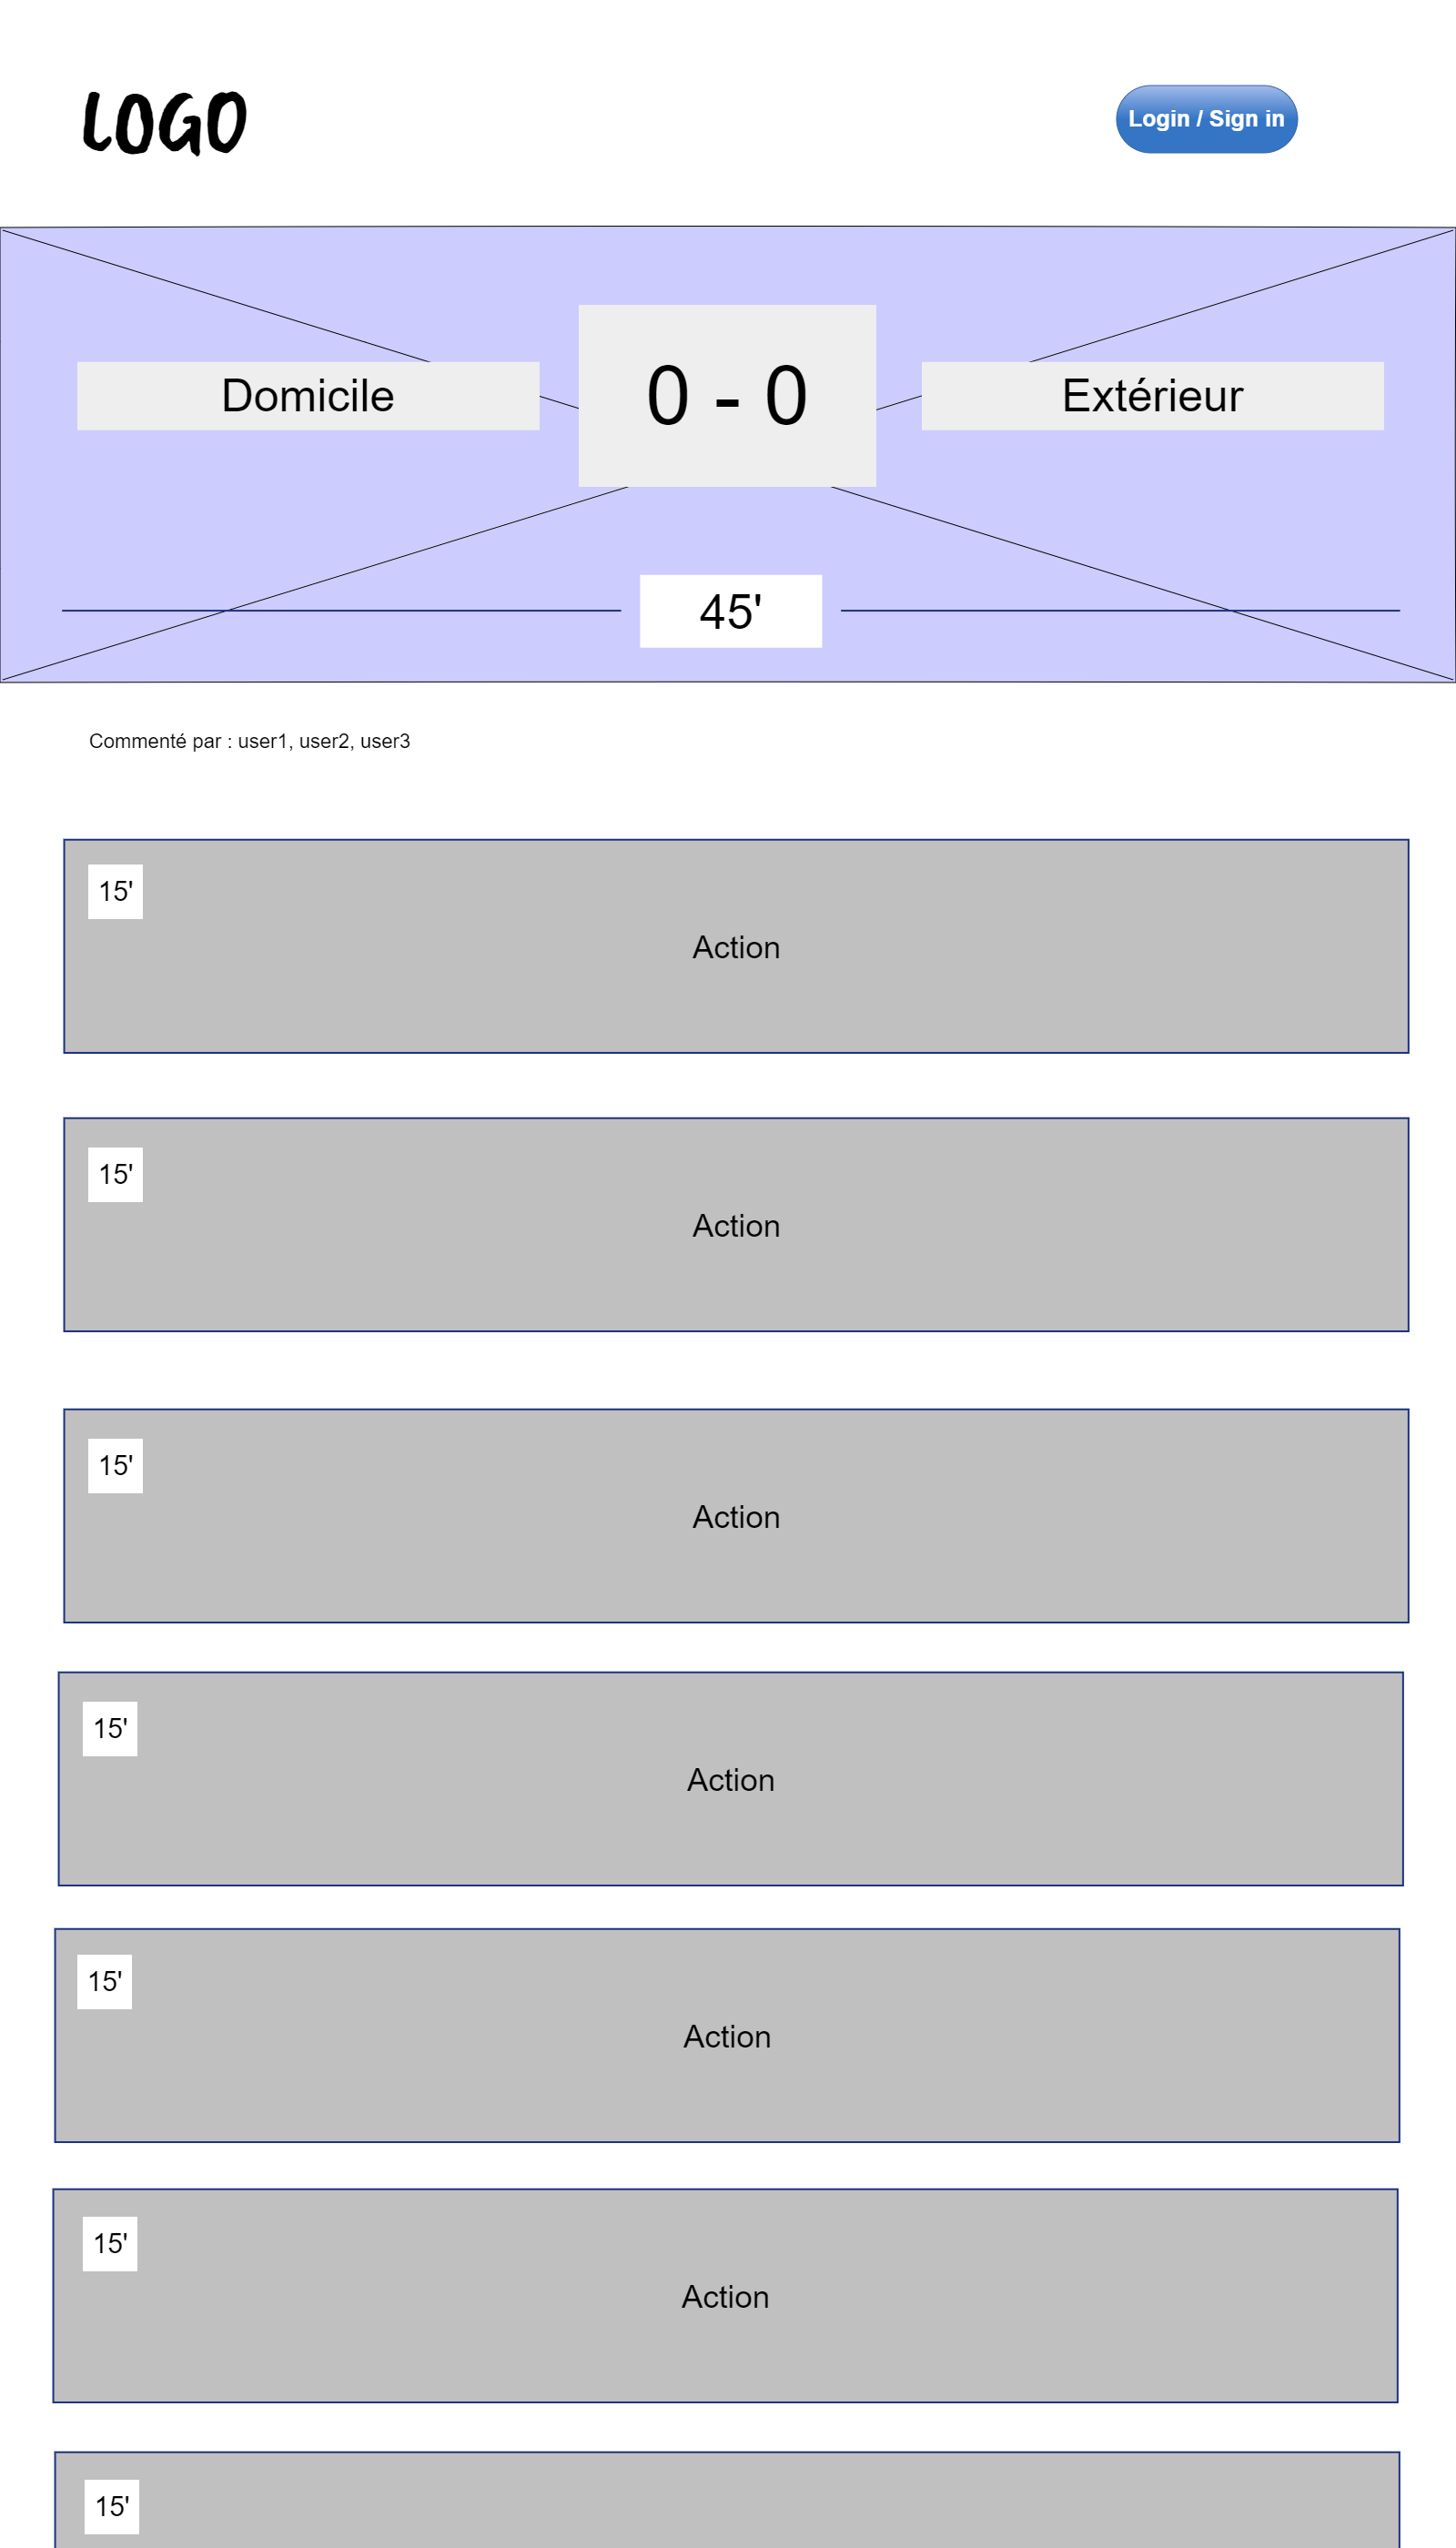 LOGO
Login / Sign in
Domicile
0 - 0
Extérieur
45'
Commenté par : user1, user2, user3
15'
Action
15'
Action
15'
Action
15'
Action
15'
Action
15'
Action
15'